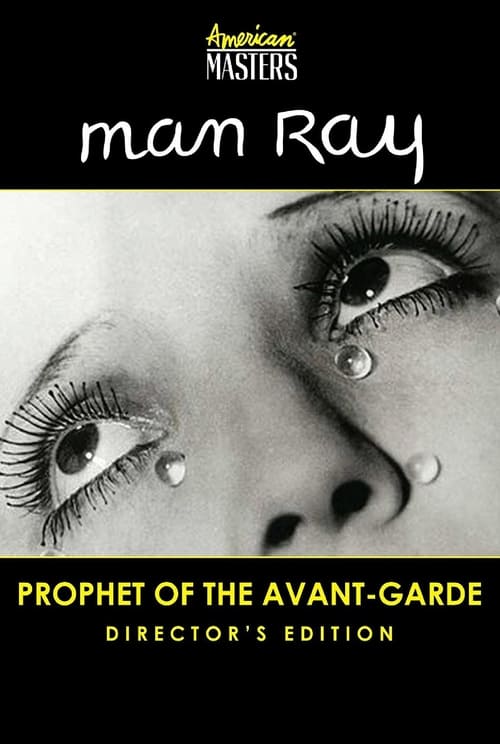 American
MASTERS
man Ray
PROPHET OF THE AVANT-GARDE
DIRECTOR'S EDITION